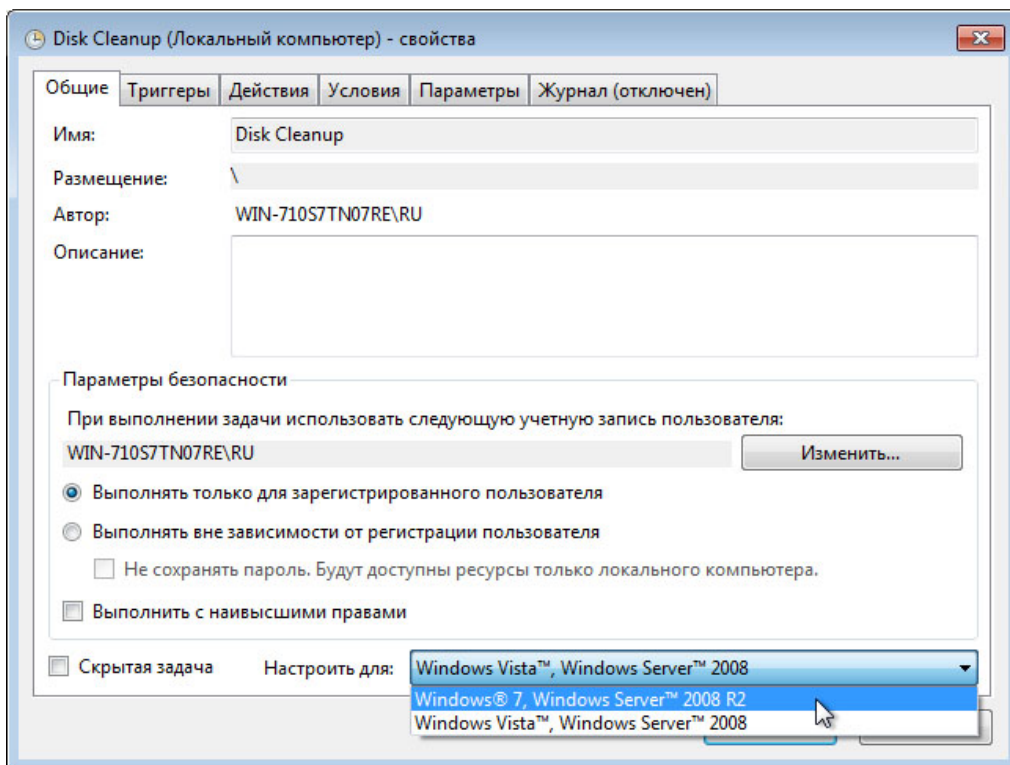 Disk Cleanup (Локальный компьютер) - свойства
Общие Триггеры Действия Условия Параметры Журнал (отключен)
Имя: Disk Cleanup
Размещение: \
Автор: WIN-710S7TN07RE\RU
Описание:
Параметры безопасности
При выполнении задачи использовать следующую учетную запись пользователя:
WIN-710S7TN07RE\RU Изменить...
Выполнять только для зарегистрированного пользователя
Выполнять вне зависимости от регистрации пользователя
Не сохранять пароль. Будут доступны ресурсы только локального компьютера.
Выполнить с наивысшими правами
Скрытая задача Настроить для: Windows Vista™, Windows Server™ 2008
Windows® 7, Windows Server™ 2008 R2
Windows Vista™, Windows Server™ 2008